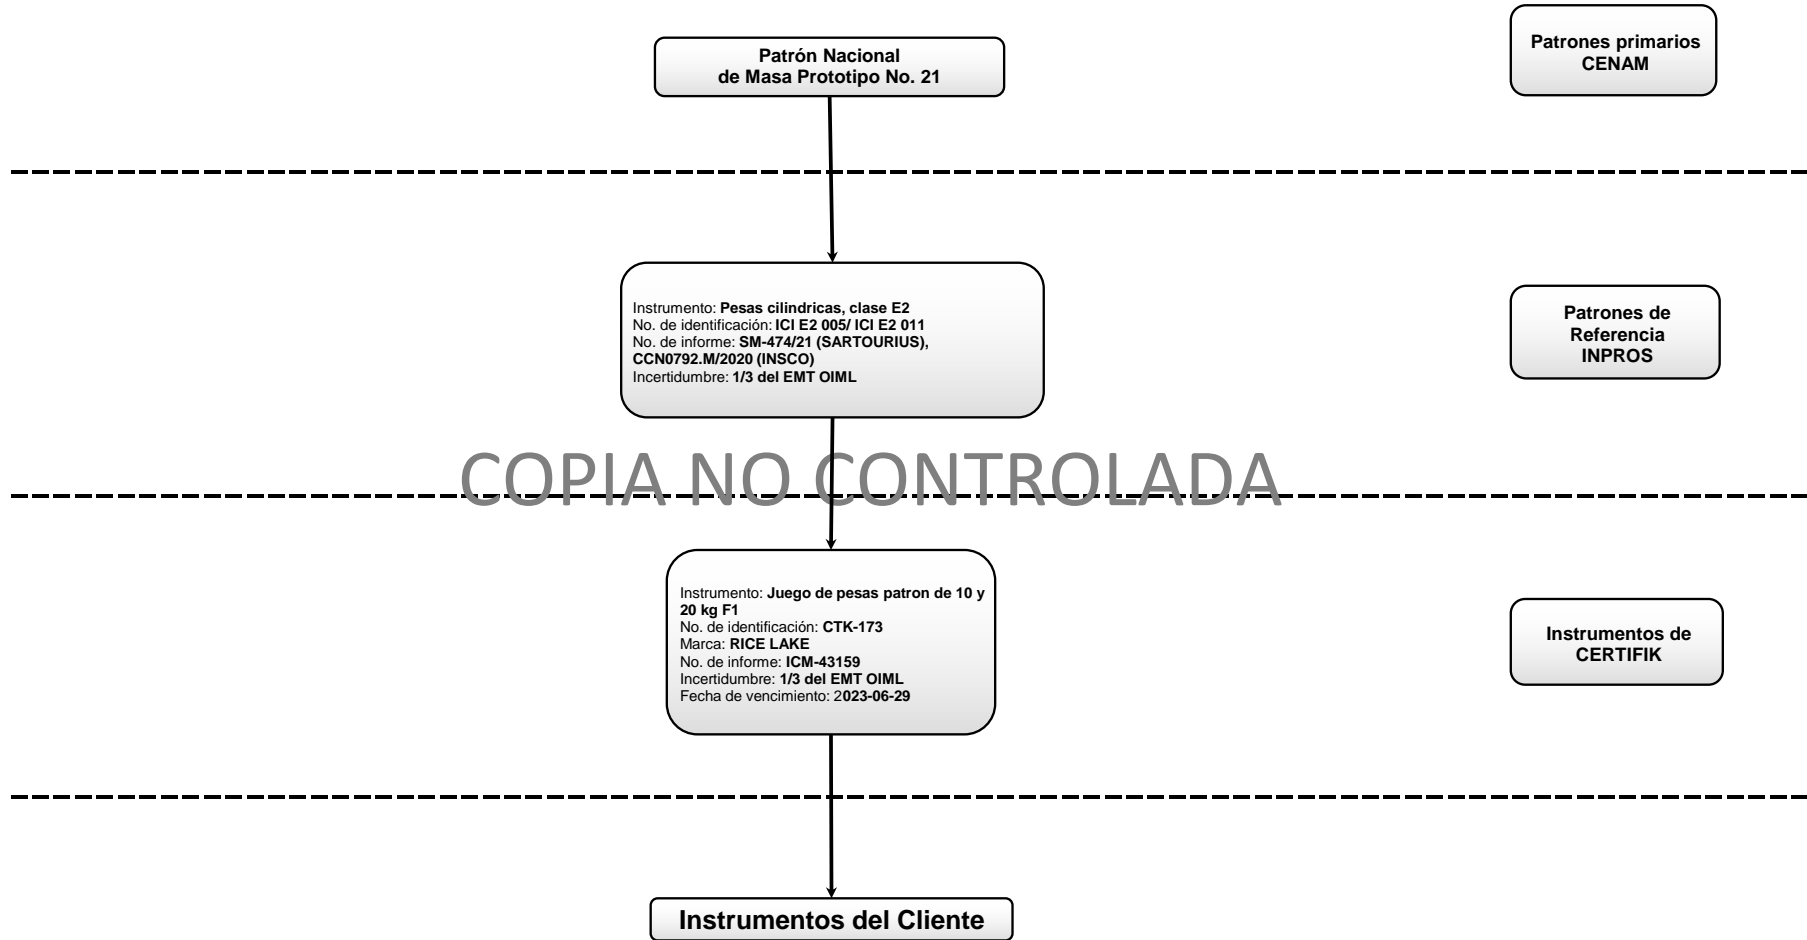 Patrón Nacional
de Masa Prototipo No. 21
Patrones primarios
CENAM
Instrumento: Pesas cilindricas, clase E2
No. de identificación: ICI E2 005/ ICI E2 011
No. de informe: SM-474/21 (SARTOURIUS),
CCN0792.M/2020 (INSCO)
Incertidumbre: 1/3 del EMT OIML
Patrones de
Referencia
INPROS
COPIA NO CONTROLADA
Instrumento: Juego de pesas patron de 10 y
20 kg F1
No. de identificación: CTK-173
Marca: RICE LAKE
No. de informe: ICM-43159
Incertidumbre: 1/3 del EMT OIML
Fecha de vencimiento: 2023-06-29
Instrumentos de
CERTIFIK
Instrumentos del Cliente